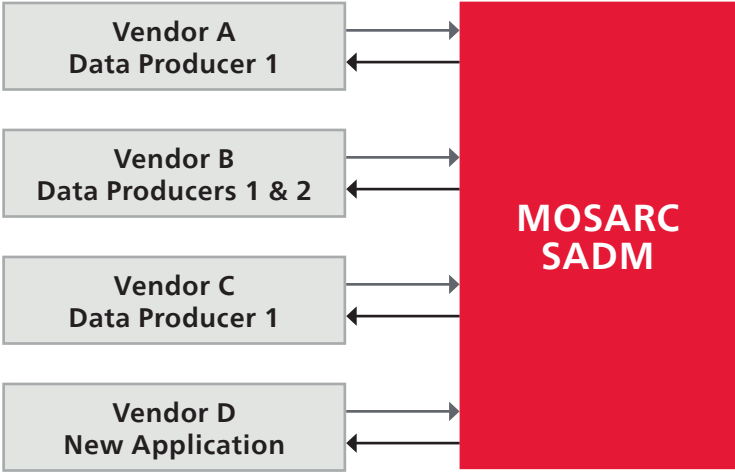 Vendor A
Data Producer 1
Vendor B
Data Producers 1 & 2
Vendor C
Data Producer 1
Vendor D
New Application
MOSARC
SADM